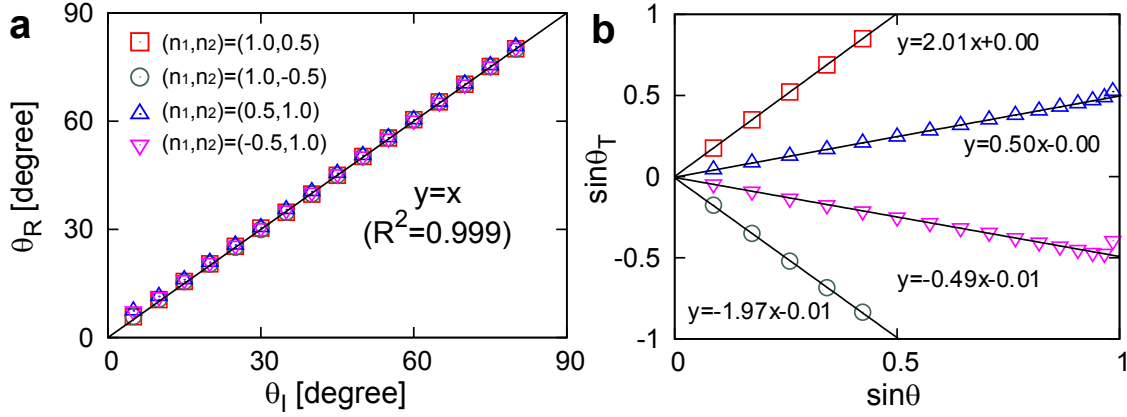 a
90
60
30
0
θR [degree]
(n1,n2)=(1.0,0.5)
(n1,n2)=(1.0,-0.5)
(n1,n2)=(0.5,1.0)
(n1,n2)=(-0.5,1.0)
y=x
(R²=0.999)
0
30
60
90
θI [degree]
b
1
0.5
0
-0.5
-1
sinθT
y=2.01x+0.00
y=0.50x-0.00
y=-0.49x-0.01
y=-1.97x-0.01
0
0.5
1
sinθ